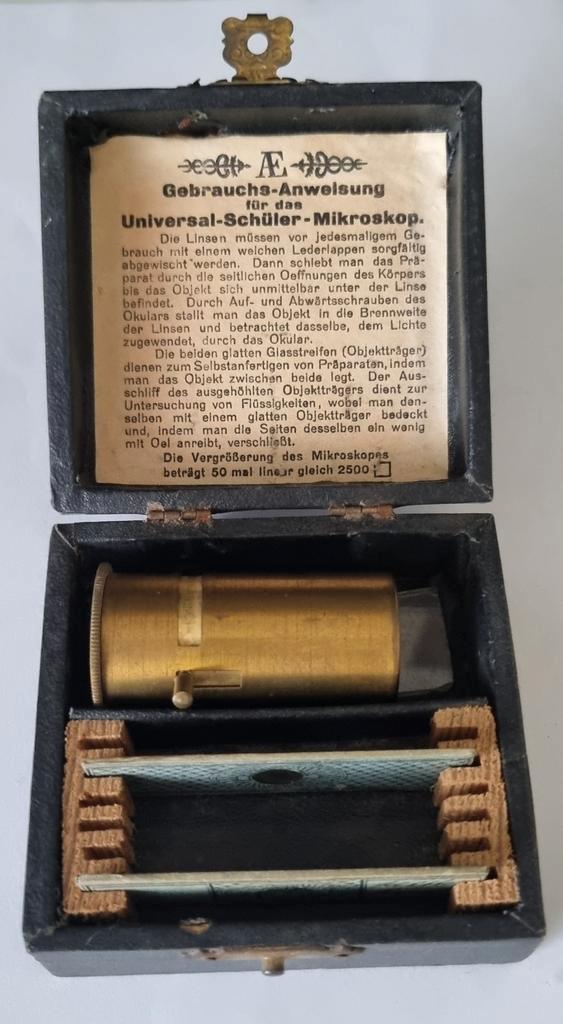 Æ
Gebrauchs-Anweisung
für das
Universal-Schüler-Mikroskop.
Die Linsen müssen vor jedesmaligem Ge-
brauch mit einem weichen Lederlappen sorgfältig
abgewischt werden. Dann schiebt man das Prä-
parat durch die seitlichen Oeffnungen des Körpers
bis das Objekt sich unmittelbar unter der Linse
befindet. Durch Auf- und Abwärtsschrauben des
Okulars stellt man das Objekt in die Brennweite
der Linsen und betrachtet dasselbe, dem Lichte
zugewendet, durch das Okular.
Die beiden glatten Glasstreifen (Objektträger)
dienen zum Selbstanfertigen von Präparaten, indem
man das Objekt zwischen beide legt. Der Aus-
schliff des ausgehöhlten Objektträgers dient zur
Untersuchung von Flüssigkeiten, wobei man den-
selben mit einem glatten Objektträger bedeckt
und, indem man die Seiten desselben ein wenig
mit Oel anreibt, verschließt.
Die Vergrößerung des Mikroskopes
beträgt 50 mal linear gleich 2500 : □